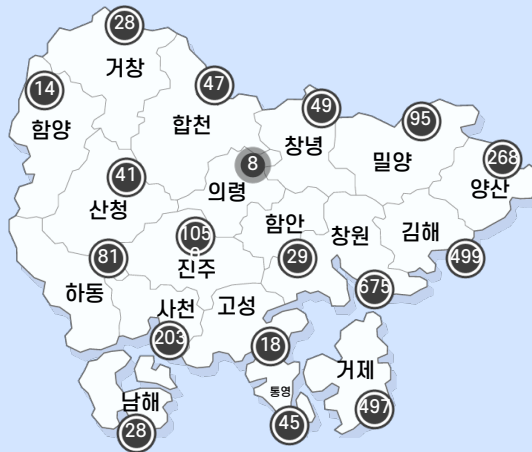 28
거창
14
함양
47
합천
49
창녕
95
밀양
268
양산
41
산청
8
의령
105
진주
함안
29
창원
김해
499
675
81
하동
사천
203
고성
18
통영
45
거제
497
남해
28